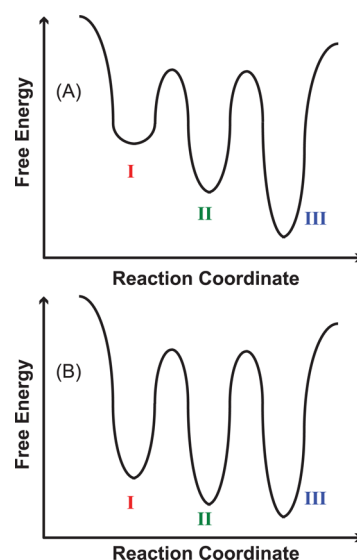 Free Energy
(A)
I
II
III
Reaction Coordinate
Free Energy
(B)
I
II
III
Reaction Coordinate